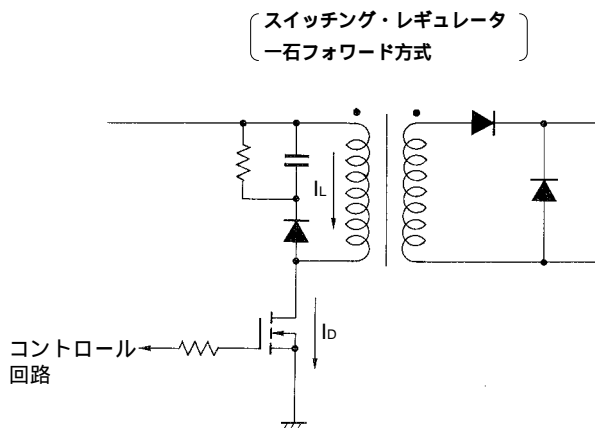 スイッチング・レギュレータ
一石フォワード方式
IL
ID
コントロール
回路